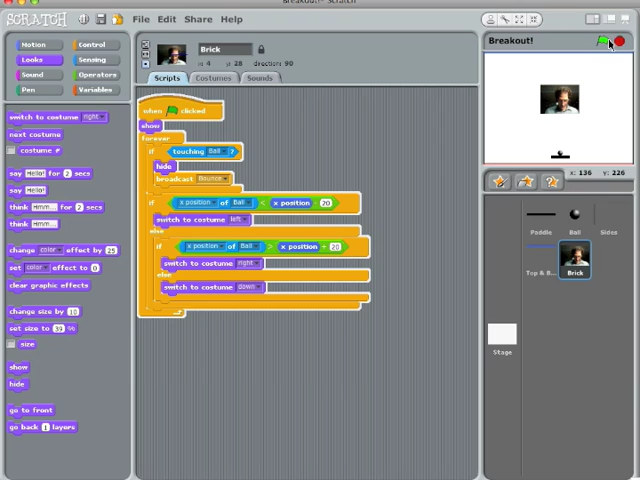 Breakout! - Scratch
SCRATCH File Edit Share Help
Motion Control
Looks Sensing
Sound Operators
Pen Variables
Brick
x: 4 y: 28 direction: 90
Scripts Costumes Sounds
switch to costume right
next costume
costume #
say Hello! for 2 secs
say Hello!
think Hmm... for 2 secs
think Hmm...
change color effect by 25
set color effect to 0
clear graphic effects
change size by 10
set size to 39 %
size
show
hide
go to front
go back 1 layers
when clicked
show
forever
if touching Ball ?
hide
broadcast Bounce
if x position of Ball < x position 20
switch to costume left
else
if x position of Ball > x position + 20
switch to costume right
else
switch to costume down
Breakout!
x: 136 y: 226
Paddle Ball Sides
Top & B... Brick
Stage